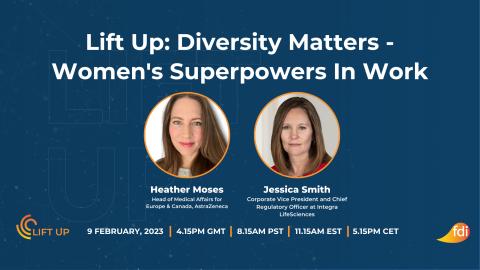 Lift Up: Diversity Matters -
Women's Superpowers In Work
Heather Moses
Head of Medical Affairs for
Europe & Canada, AstraZeneca
Jessica Smith
Corporate Vice President and Chief
Regulatory Officer at Integra
LifeSciences
LIFT UP
9 FEBRUARY, 2023 | 4.15PM GMT | 8.15AM PST | 11.15AM EST | 5.15PM CET
fdi